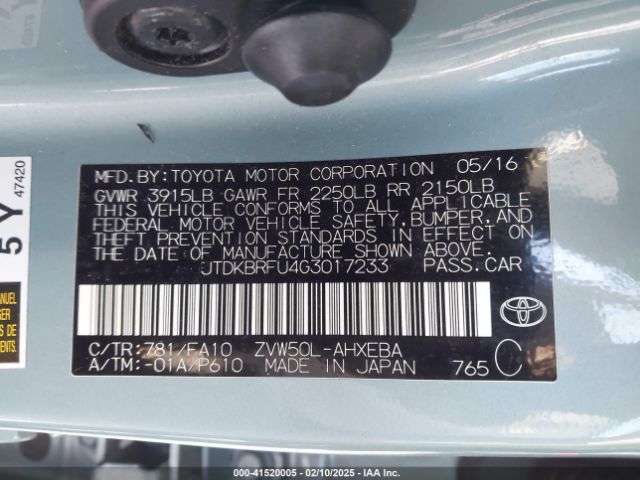 MFD. BY: TOYOTA MOTOR CORPORATION 05/16
GVWR 3915LB GAWR FR 2250LB RR 2150LB
THIS VEHICLE CONFORMS TO ALL APPLICABLE
FEDERAL MOTOR VEHICLE SAFETY, BUMPER, AND
THEFT PREVENTION STANDARDS IN EFFECT ON
THE DATE OF MANUFACTURE SHOWN ABOVE.
JTDKBRFU4G3017233 PASS. CAR
C/TR: 781/FA10 ZVW50L-AHXEBA
A/TM: -01A/P610 MADE IN JAPAN 765 C
5Y
47420
MANUEL
000-41520005 - 02/10/2025 - IAA Inc.